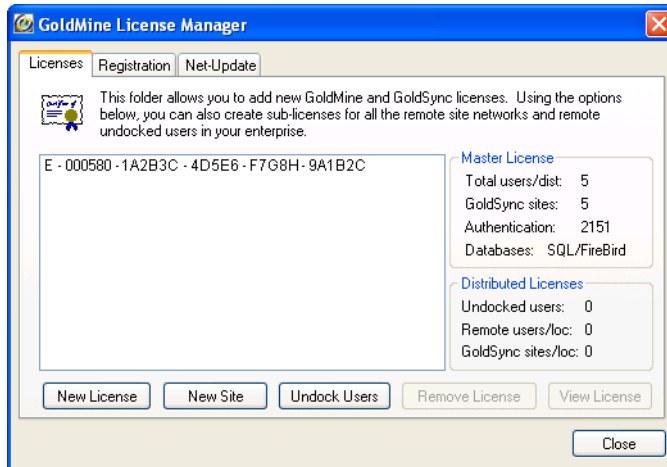 GoldMine License Manager
Licenses
Registration
Net-Update
This folder allows you to add new GoldMine and GoldSync licenses. Using the options
below, you can also create sub-licenses for all the remote site networks and remote
undocked users in your enterprise.
E - 000580 - 1A2B3C - 4D5E6 - F7G8H - 9A1B2C
Master License
Total users/dist: 5
GoldSync sites: 5
Authentication: 2151
Databases: SQL/FireBird
Distributed Licenses
Undocked users: 0
Remote users/loc: 0
GoldSync sites/loc: 0
New License
New Site
Undock Users
Remove License
View License
Close